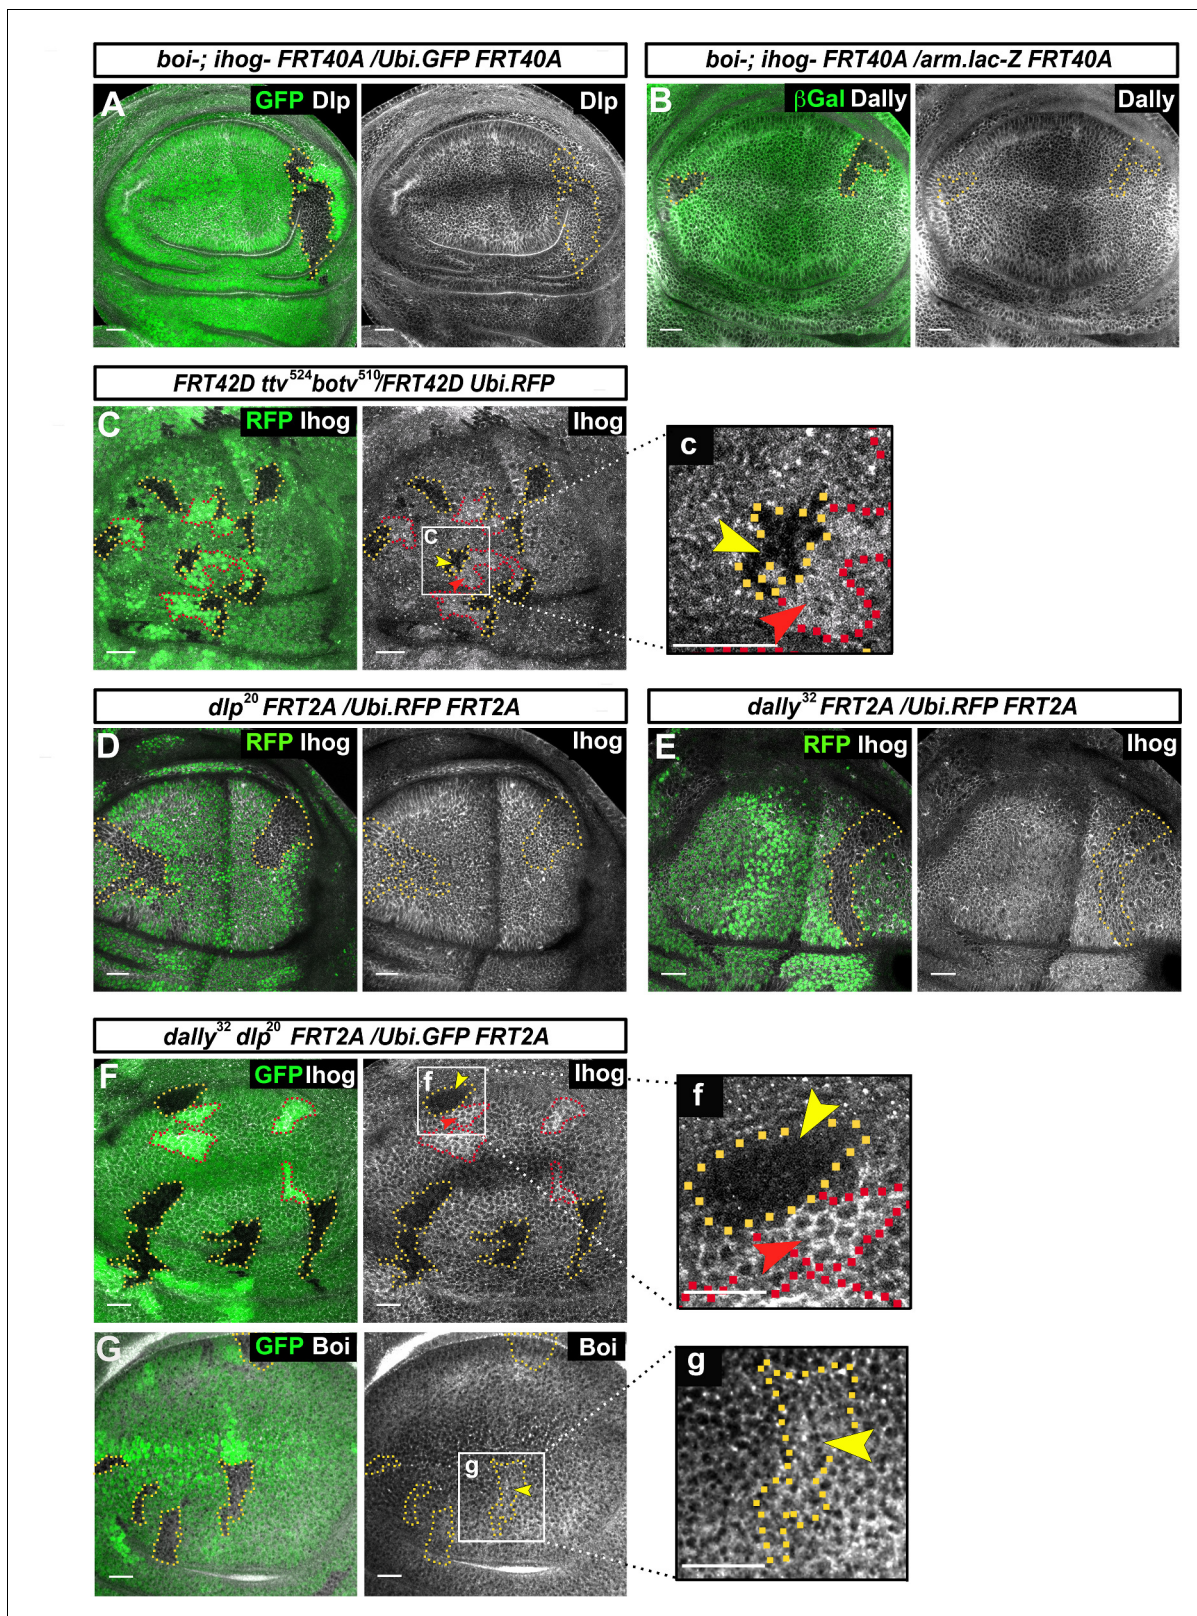 boi-; ihog- FRT40A /Ubi.GFP FRT40A
boi-; ihog- FRT40A /arm.lac-Z FRT40A
A
GFP Dlp
Dlp
B
βGal Dally
Dally
FRT42D ttv524botv510/FRT42D Ubi.RFP
C
RFP Ihog
Ihog
c
c
dlp20 FRT2A /Ubi.RFP FRT2A
dally32 FRT2A /Ubi.RFP FRT2A
D
RFP Ihog
Ihog
E
RFP Ihog
Ihog
dally32 dlp20 FRT2A /Ubi.GFP FRT2A
F
GFP Ihog
Ihog
f
f
G
GFP Boi
Boi
g
g